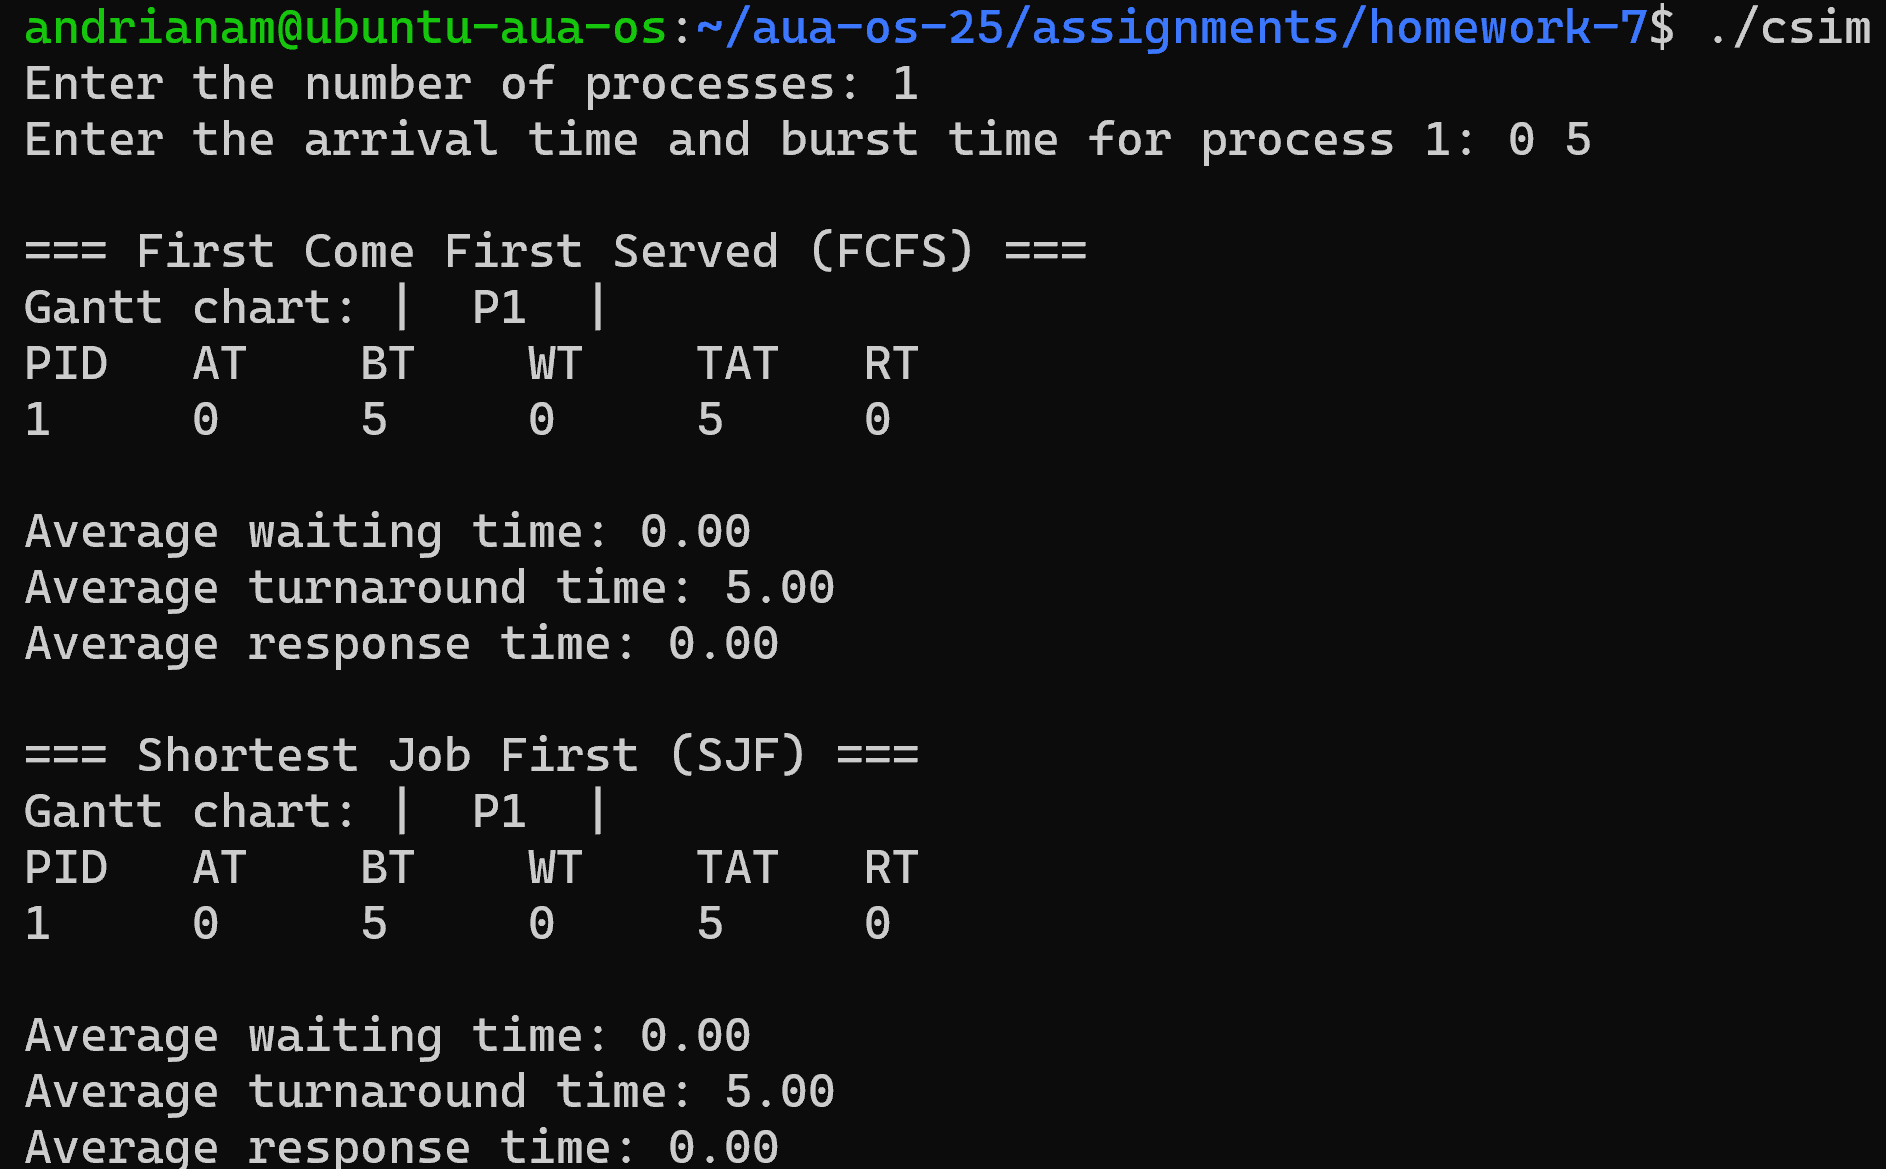 andrianam@ubuntu-aua-os:~/aua-os-25/assignments/homework-7$ ./csim
Enter the number of processes: 1
Enter the arrival time and burst time for process 1: 0 5
=== First Come First Served (FCFS) ===
Gantt chart: |  P1  |
PID   AT    BT    WT    TAT   RT
1     0     5     0     5     0
Average waiting time: 0.00
Average turnaround time: 5.00
Average response time: 0.00
=== Shortest Job First (SJF) ===
Gantt chart: |  P1  |
PID   AT    BT    WT    TAT   RT
1     0     5     0     5     0
Average waiting time: 0.00
Average turnaround time: 5.00
Average response time: 0.00